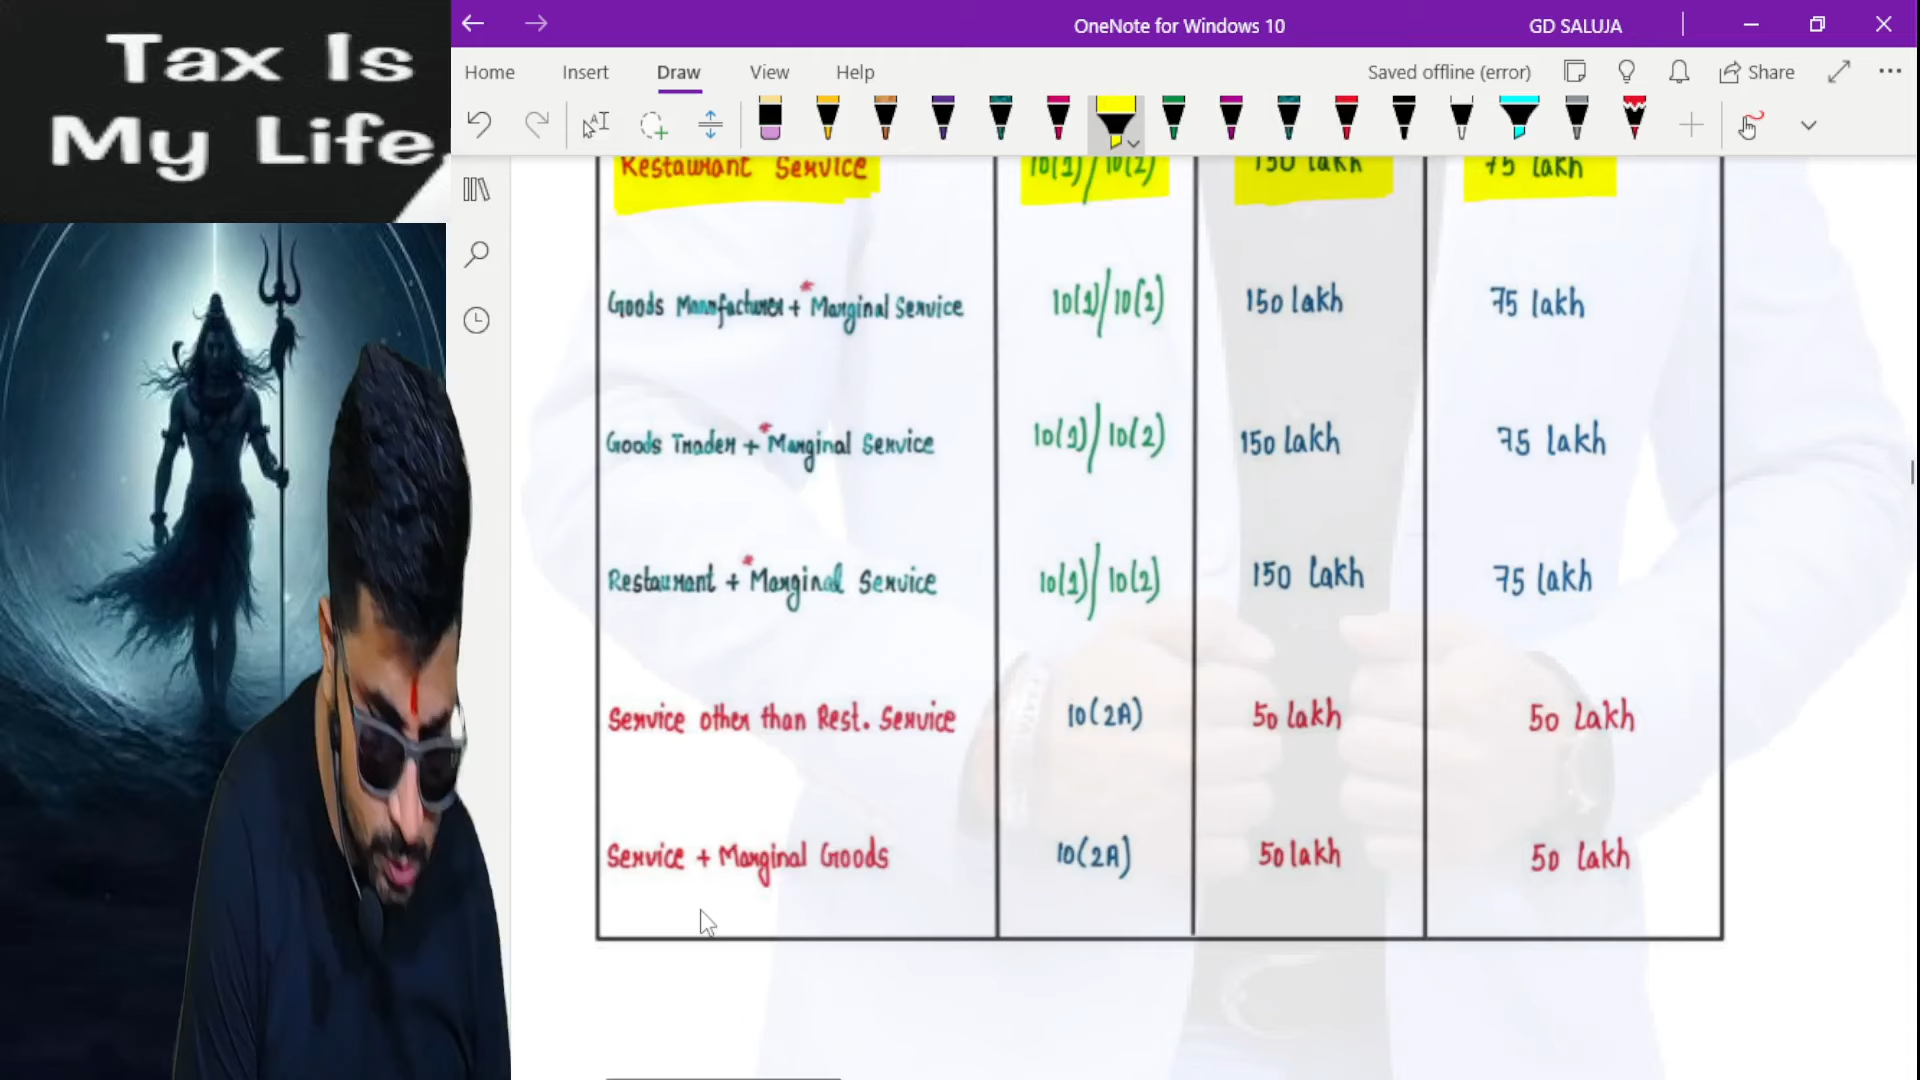 Tax Is
My Life,
OneNote for Windows 10
GD SALUJA
Home Insert Draw View Help
Saved offline (error)
Share
Restaurant Service 10(1)/10(2) 150 lakh 75 lakh
Goods Manufacturer + *Marginal Service 10(1)/10(2) 150 lakh 75 lakh
Goods Trader + *Marginal Service 10(1)/10(2) 150 lakh 75 lakh
Restaurant + *Marginal Service 10(1)/10(2) 150 lakh 75 lakh
Service other than Rest. Service 10(2A) 50 lakh 50 lakh
Service + Marginal Goods 10(2A) 50 lakh 50 lakh